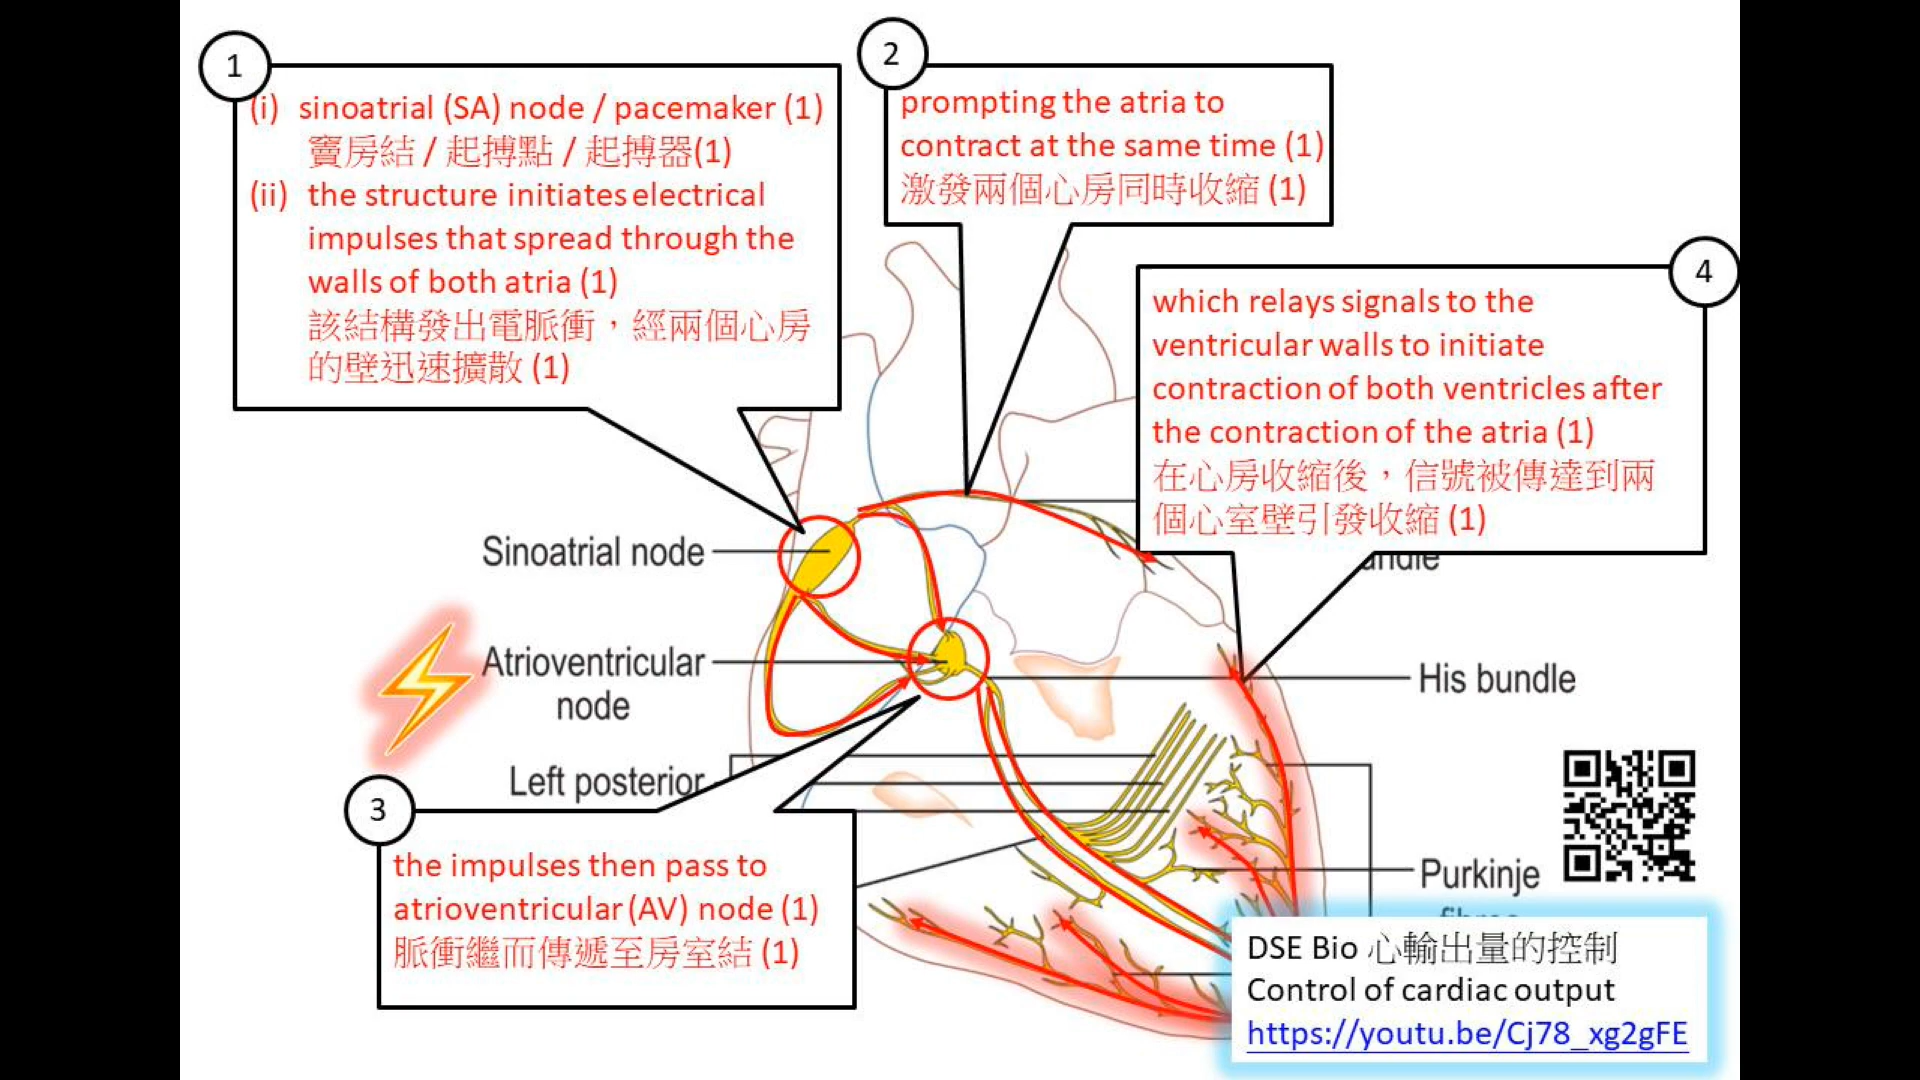 1
(i) sinoatrial (SA) node / pacemaker (1)
竇房結 / 起搏點 / 起搏器(1)
(ii) the structure initiates electrical
impulses that spread through the
walls of both atria (1)
該結構發出電脈衝，經兩個心房
的壁迅速擴散 (1)
2
prompting the atria to
contract at the same time (1)
激發兩個心房同時收縮 (1)
4
which relays signals to the
ventricular walls to initiate
contraction of both ventricles after
the contraction of the atria (1)
在心房收縮後，信號被傳達到兩
個心室壁引發收縮 (1)
Sinoatrial node
Atrioventricular
node
His bundle
Left posterior
3
the impulses then pass to
atrioventricular (AV) node (1)
脈衝繼而傳遞至房室結 (1)
Purkinje
DSE Bio 心輸出量的控制
Control of cardiac output
https://youtu.be/Cj78_xg2gFE